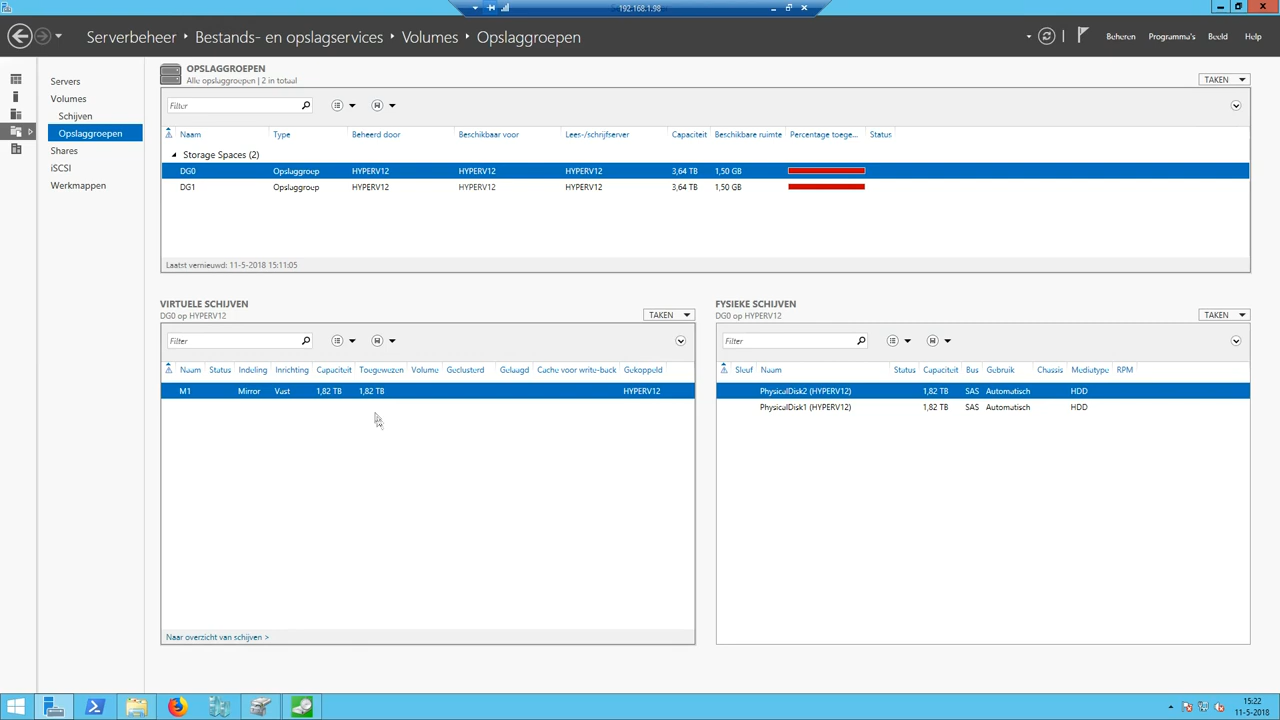 192.168.1.98
Serverbeheer
Bestands- en opslagservices
Volumes
Opslaggroepen
Beheren Programma's Beeld Help
Servers
Volumes
Schijven
Opslaggroepen
Shares
iSCSI
Werkmappen
OPSLAGGROEPEN
Alle opslaggroepen | 2 in totaal
TAKEN
Filter
Naam Type Beheerd door Beschikbaar voor Lees-/schrijfserver Capaciteit Beschikbare ruimte Percentage toege... Status
Storage Spaces (2)
DG0 Opslaggroep HYPERV12 HYPERV12 HYPERV12 3,64 TB 1,50 GB
DG1 Opslaggroep HYPERV12 HYPERV12 HYPERV12 3,64 TB 1,50 GB
Laatst vernieuwd: 11-5-2018 15:11:05
VIRTUELE SCHIJVEN
DG0 op HYPERV12
TAKEN
Filter
Naam Status Indeling Inrichting Capaciteit Toegewezen Volume Geclusterd Gelaagd Cache voor write-back Gekoppeld
M1 Mirror Vast 1,82 TB 1,82 TB HYPERV12
Naar overzicht van schijven >
FYSIEKE SCHIJVEN
DG0 op HYPERV12
TAKEN
Filter
Sleuf Naam Status Capaciteit Bus Gebruik Chassis Mediatype RPM
PhysicalDisk2 (HYPERV12) 1,82 TB SAS Automatisch HDD
PhysicalDisk1 (HYPERV12) 1,82 TB SAS Automatisch HDD
15:22
11-5-2018